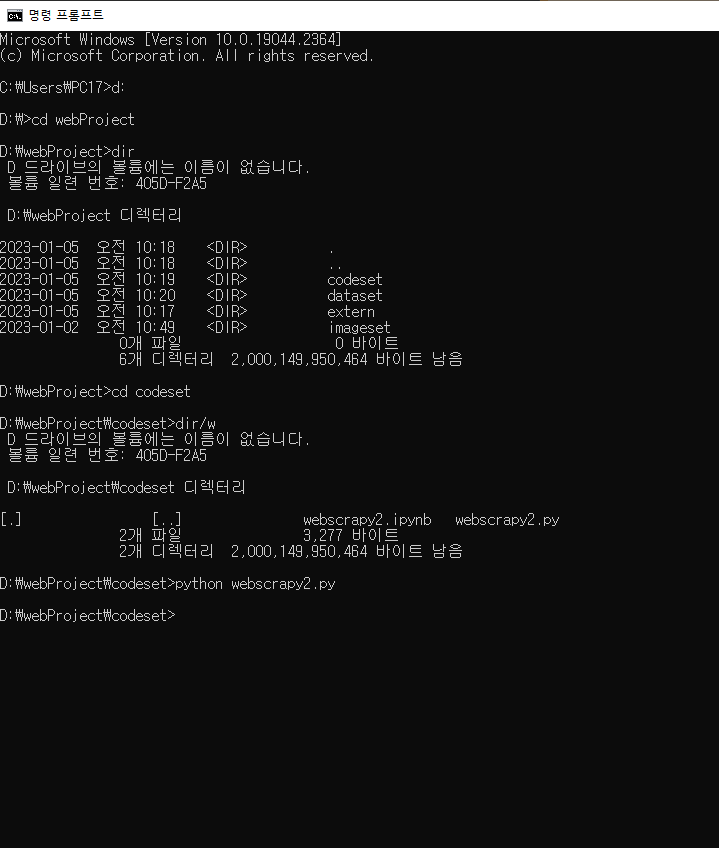 명령 프롬프트
Microsoft Windows [Version 10.0.19044.2364]
(c) Microsoft Corporation. All rights reserved.
C:₩Users₩PC17>d:
D:₩>cd webProject
D:₩webProject>dir
D 드라이브의 볼륨에는 이름이 없습니다.
볼륨 일련 번호: 405D-F2A5
D:₩webProject 디렉터리
2023-01-05 오전 10:18 <DIR> .
2023-01-05 오전 10:18 <DIR> ..
2023-01-05 오전 10:19 <DIR> codeset
2023-01-05 오전 10:20 <DIR> dataset
2023-01-05 오전 10:17 <DIR> extern
2023-01-02 오전 10:49 <DIR> imageset
0개 파일 0 바이트
6개 디렉터리 2,000,149,950,464 바이트 남음
D:₩webProject>cd codeset
D:₩webProject₩codeset>dir/w
D 드라이브의 볼륨에는 이름이 없습니다.
볼륨 일련 번호: 405D-F2A5
D:₩webProject₩codeset 디렉터리
[.] [..] webscrapy2.ipynb webscrapy2.py
2개 파일 3,277 바이트
2개 디렉터리 2,000,149,950,464 바이트 남음
D:₩webProject₩codeset>python webscrapy2.py
D:₩webProject₩codeset>